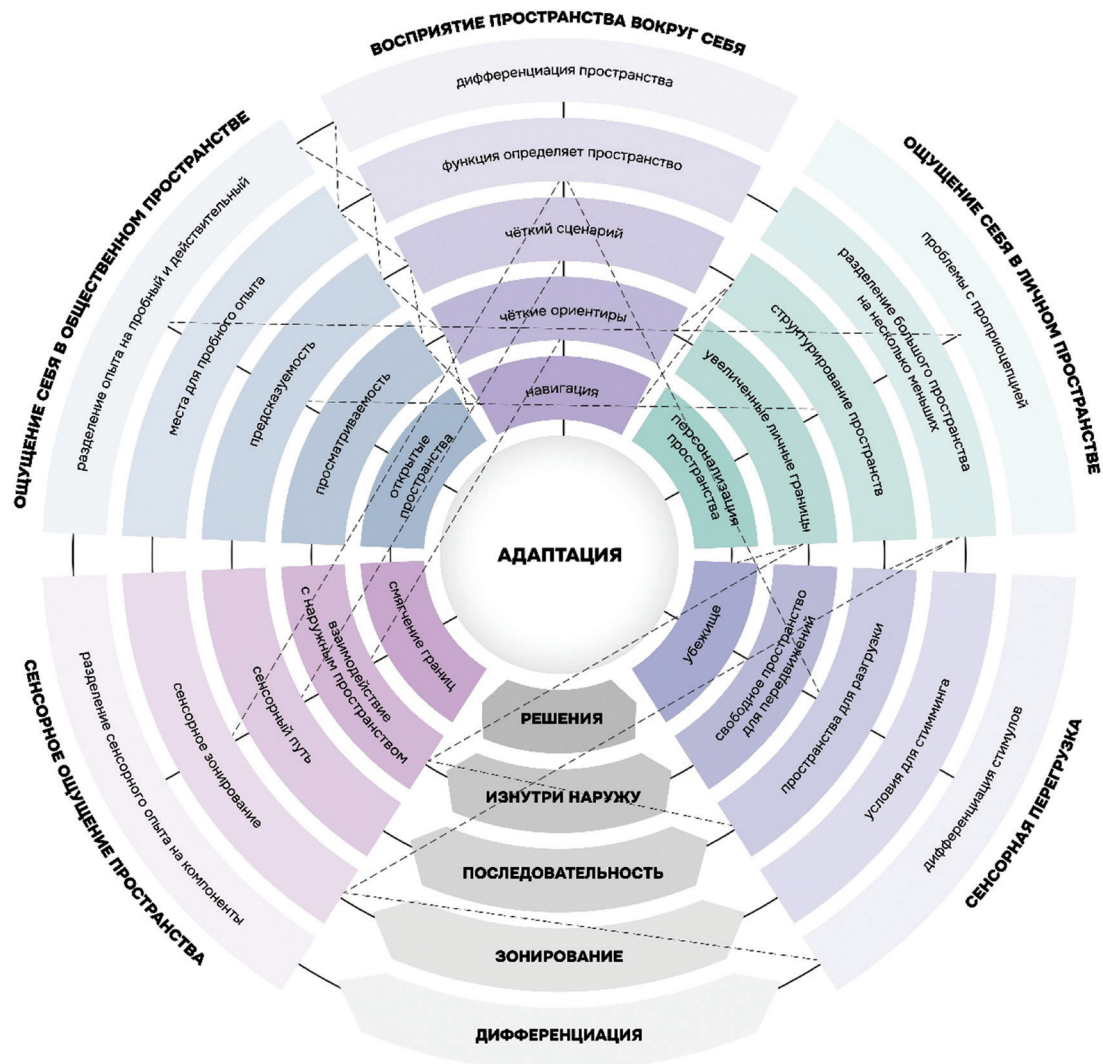 ВОСПРИЯТИЕ ПРОСТРАНСТВА ВОКРУГ СЕБЯ
дифференциация пространства
функция определяет пространство
чёткий сценарий
чёткие ориентиры
навигация
ОЩУЩЕНИЕ СЕБЯ В ЛИЧНОМ ПРОСТРАНСТВЕ
проблемы с проприоцепцией
разделение большого пространства
на несколько меньших
структурирование пространств
увеличенные личные границы
персонализация
пространства
СЕНСОРНАЯ ПЕРЕГРУЗКА
дифференциация стимулов
условия для стимминга
пространства для разгрузки
свободное пространство
для передвижений
убежище
ОЩУЩЕНИЕ СЕБЯ В ОБЩЕСТВЕННОМ ПРОСТРАНСТВЕ
разделение опыта на пробный и действительный
места для пробного опыта
предсказуемость
просматриваемость
открытые
пространства
СЕНСОРНОЕ ОЩУЩЕНИЕ ПРОСТРАНСТВА
разделение сенсорного опыта на компоненты
сенсорное зонирование
сенсорный путь
взаимодействие
с наружным пространством
смягчение границ
АДАПТАЦИЯ
РЕШЕНИЯ
ИЗНУТРИ НАРУЖУ
ПОСЛЕДОВАТЕЛЬНОСТЬ
ЗОНИРОВАНИЕ
ДИФФЕРЕНЦИАЦИЯ